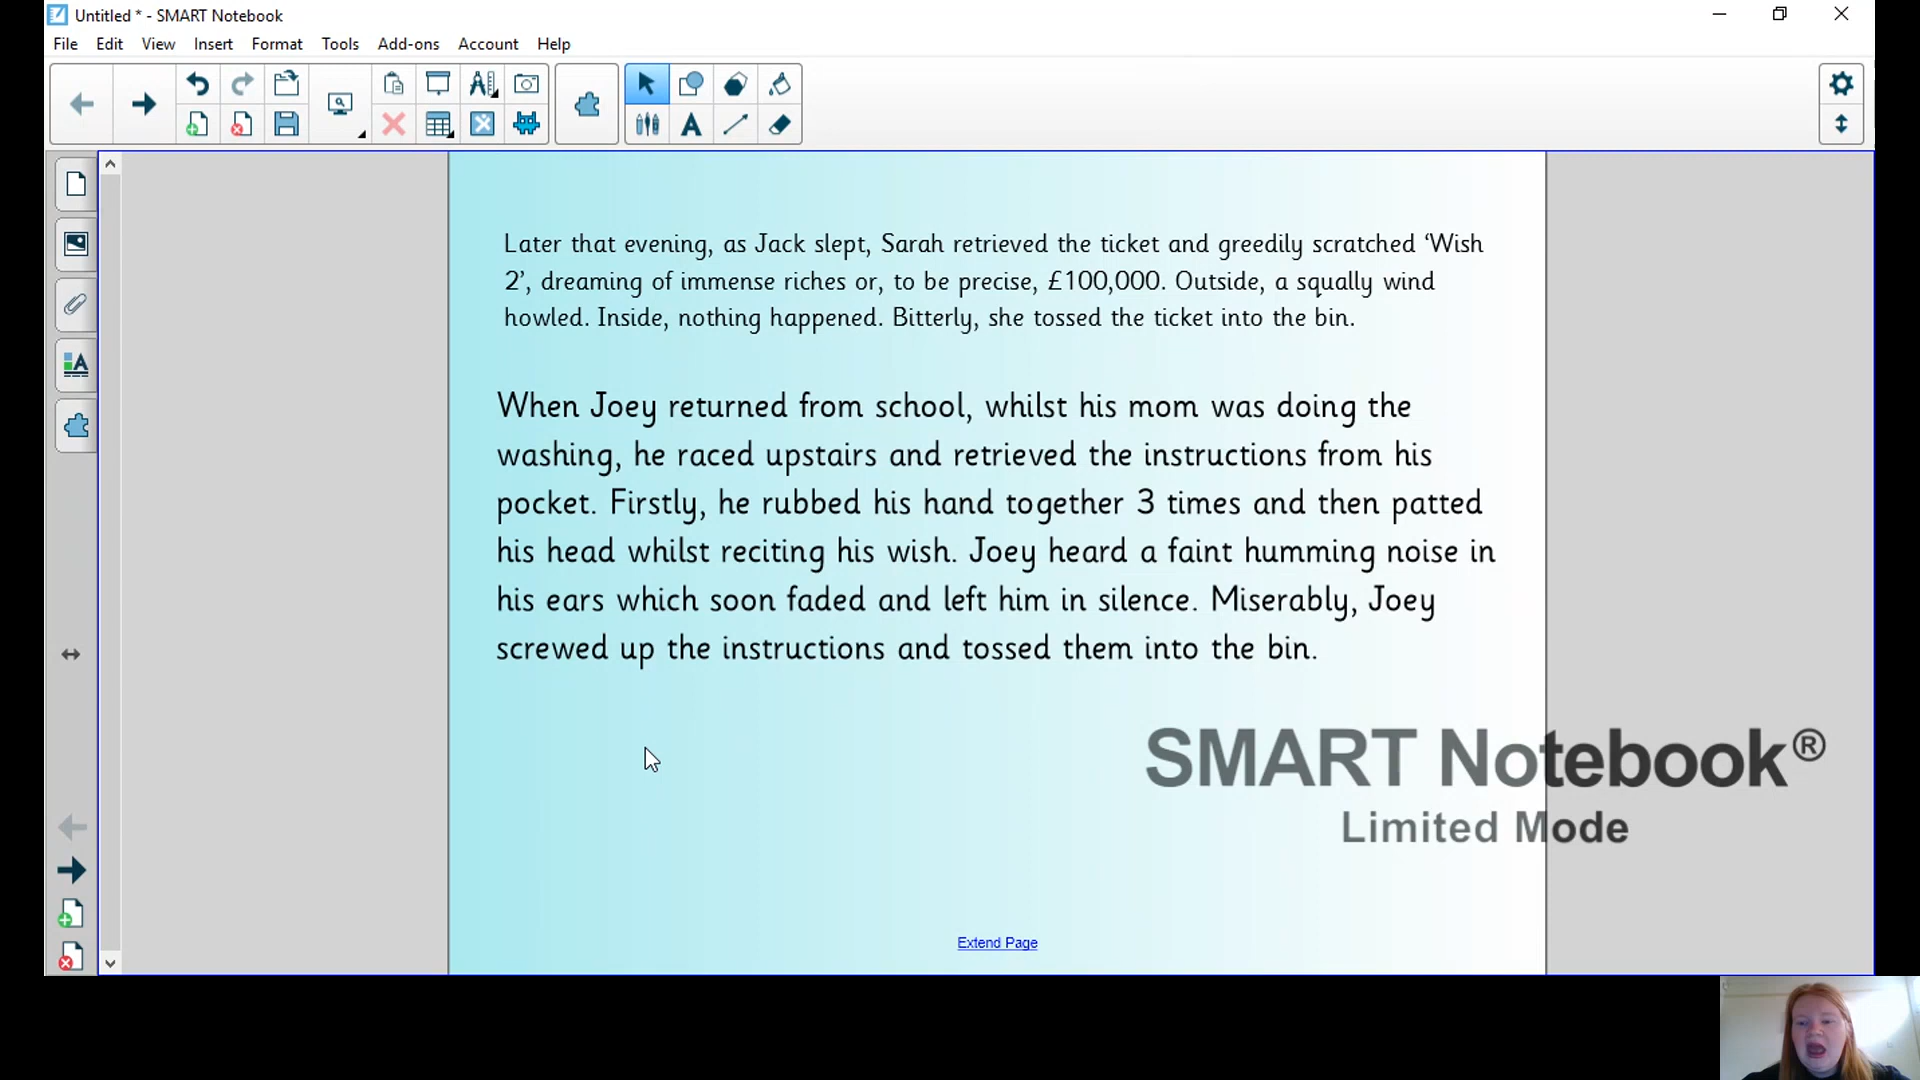 Untitled * - SMART Notebook
File Edit View Insert Format Tools Add-ons Account Help
Later that evening, as Jack slept, Sarah retrieved the ticket and greedily scratched ‘Wish
2’, dreaming of immense riches or, to be precise, £100,000. Outside, a squally wind
howled. Inside, nothing happened. Bitterly, she tossed the ticket into the bin.
When Joey returned from school, whilst his mom was doing the
washing, he raced upstairs and retrieved the instructions from his
pocket. Firstly, he rubbed his hand together 3 times and then patted
his head whilst reciting his wish. Joey heard a faint humming noise in
his ears which soon faded and left him in silence. Miserably, Joey
screwed up the instructions and tossed them into the bin.
SMART Notebook®
Limited Mode
Extend Page